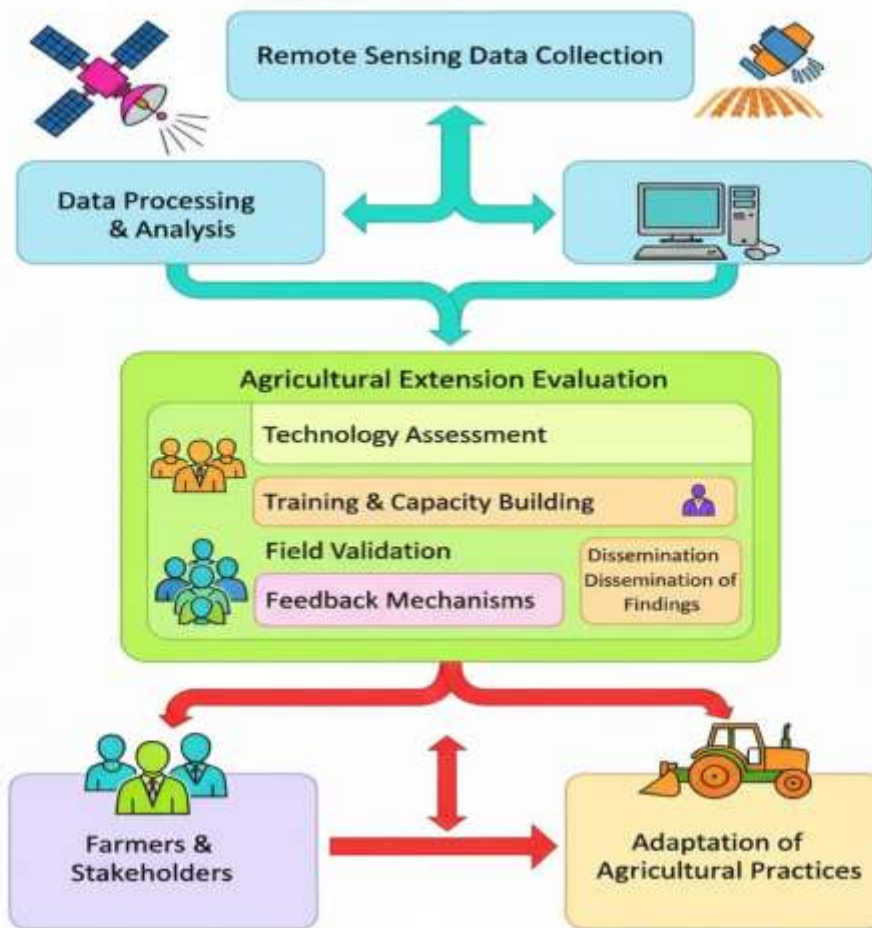 Remote Sensing Data Collection
Data Processing
& Analysis
Agricultural Extension Evaluation
Technology Assessment
Training & Capacity Building
Field Validation
Feedback Mechanisms
Dissemination
Dissemination of
Findings
Farmers &
Stakeholders
Adaptation of
Agricultural Practices